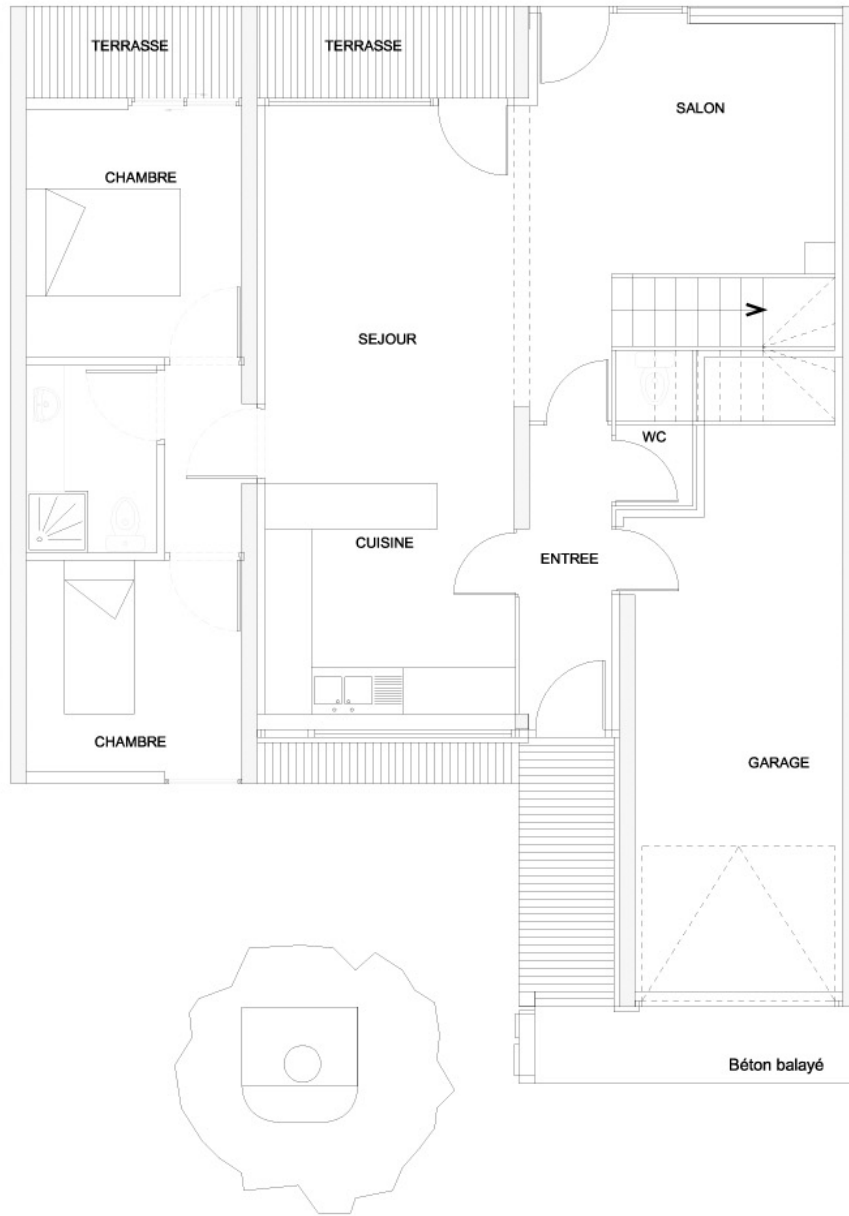 TERRASSE
TERRASSE
SALON
CHAMBRE
SEJOUR
WC
CUISINE
ENTREE
CHAMBRE
GARAGE
Béton balayé